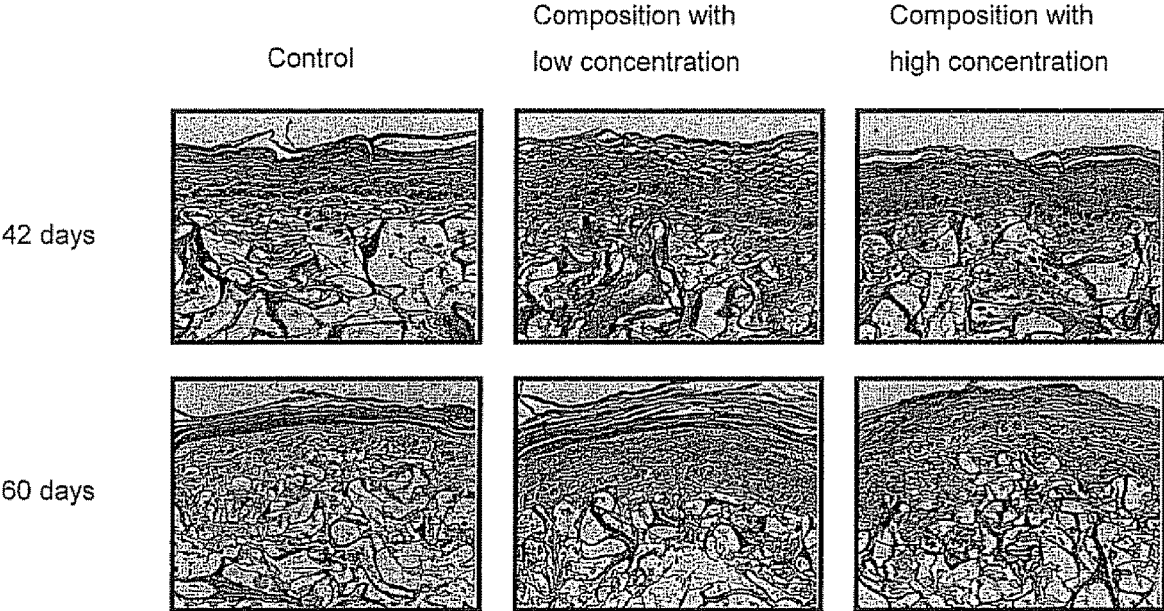 Control
Composition with
low concentration
Composition with
high concentration
42 days
60 days